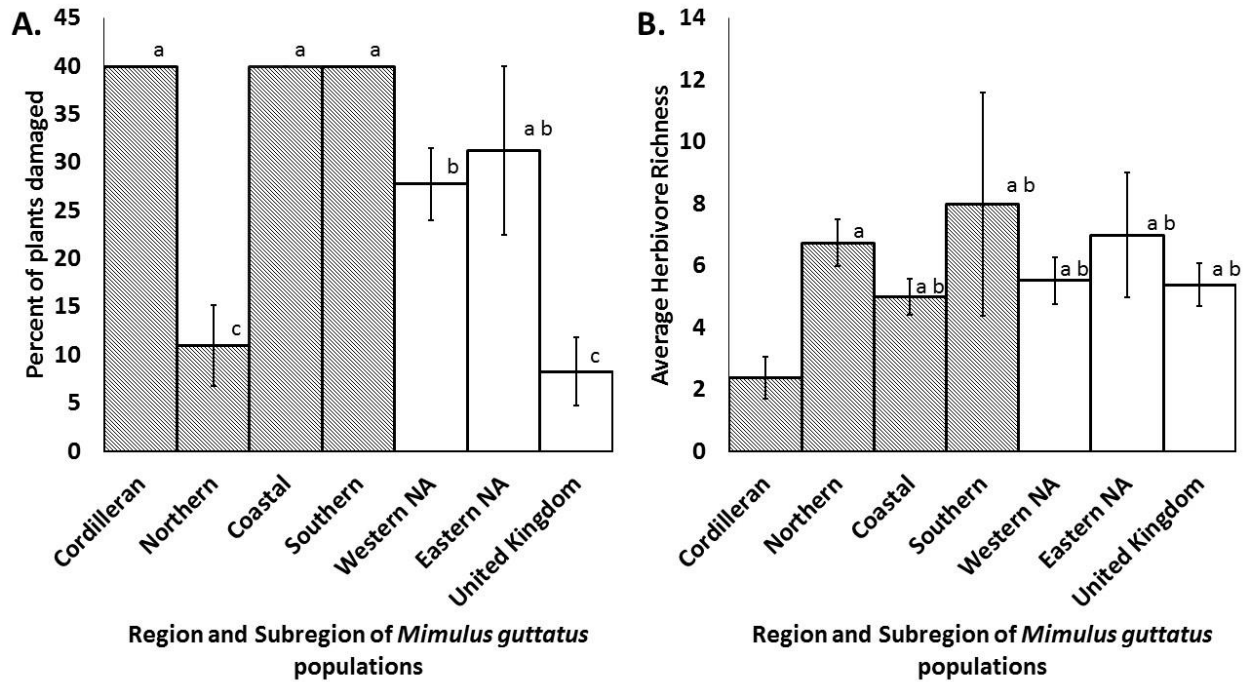 A.
Percent of plants damaged
45
40
35
30
25
20
15
10
5
0
a
c
a
a
b
a b
c
Cordilleran
Northern
Coastal
Southern
Western NA
Eastern NA
United Kingdom
Region and Subregion of Mimulus guttatus
populations
B.
Average Herbivore Richness
14
12
10
8
6
4
2
0
a
a b
a b
a b
a b
a b
Cordilleran
Northern
Coastal
Southern
Western NA
Eastern NA
United Kingdom
Region and Subregion of Mimulus guttatus
populations